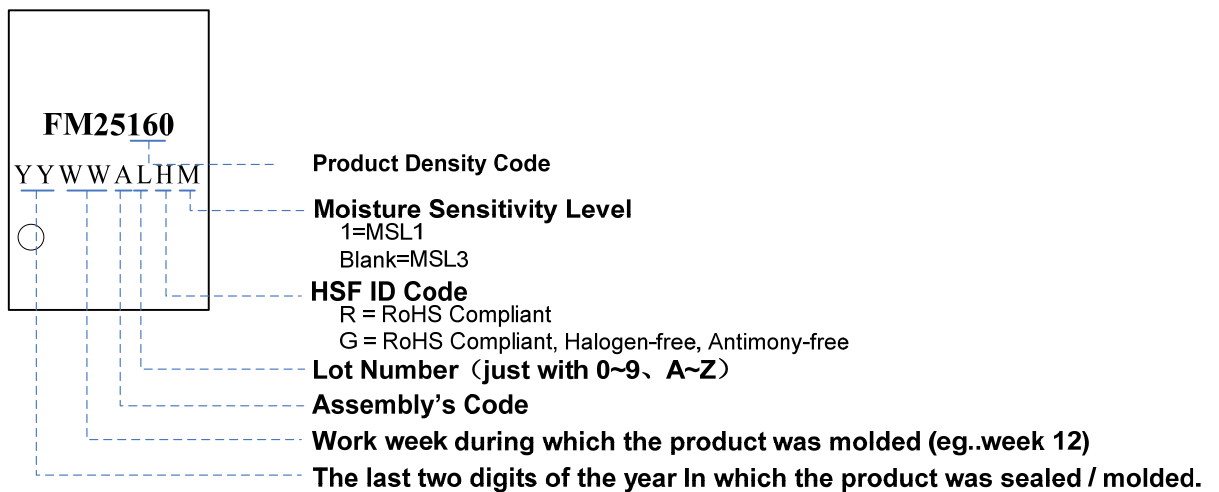 FM25160
YYWWALHM
Product Density Code
Moisture Sensitivity Level
1=MSL1
Blank=MSL3
HSF ID Code
R = RoHS Compliant
G = RoHS Compliant, Halogen-free, Antimony-free
Lot Number（just with 0~9、A~Z）
Assembly's Code
Work week during which the product was molded (eg..week 12)
The last two digits of the year In which the product was sealed / molded.